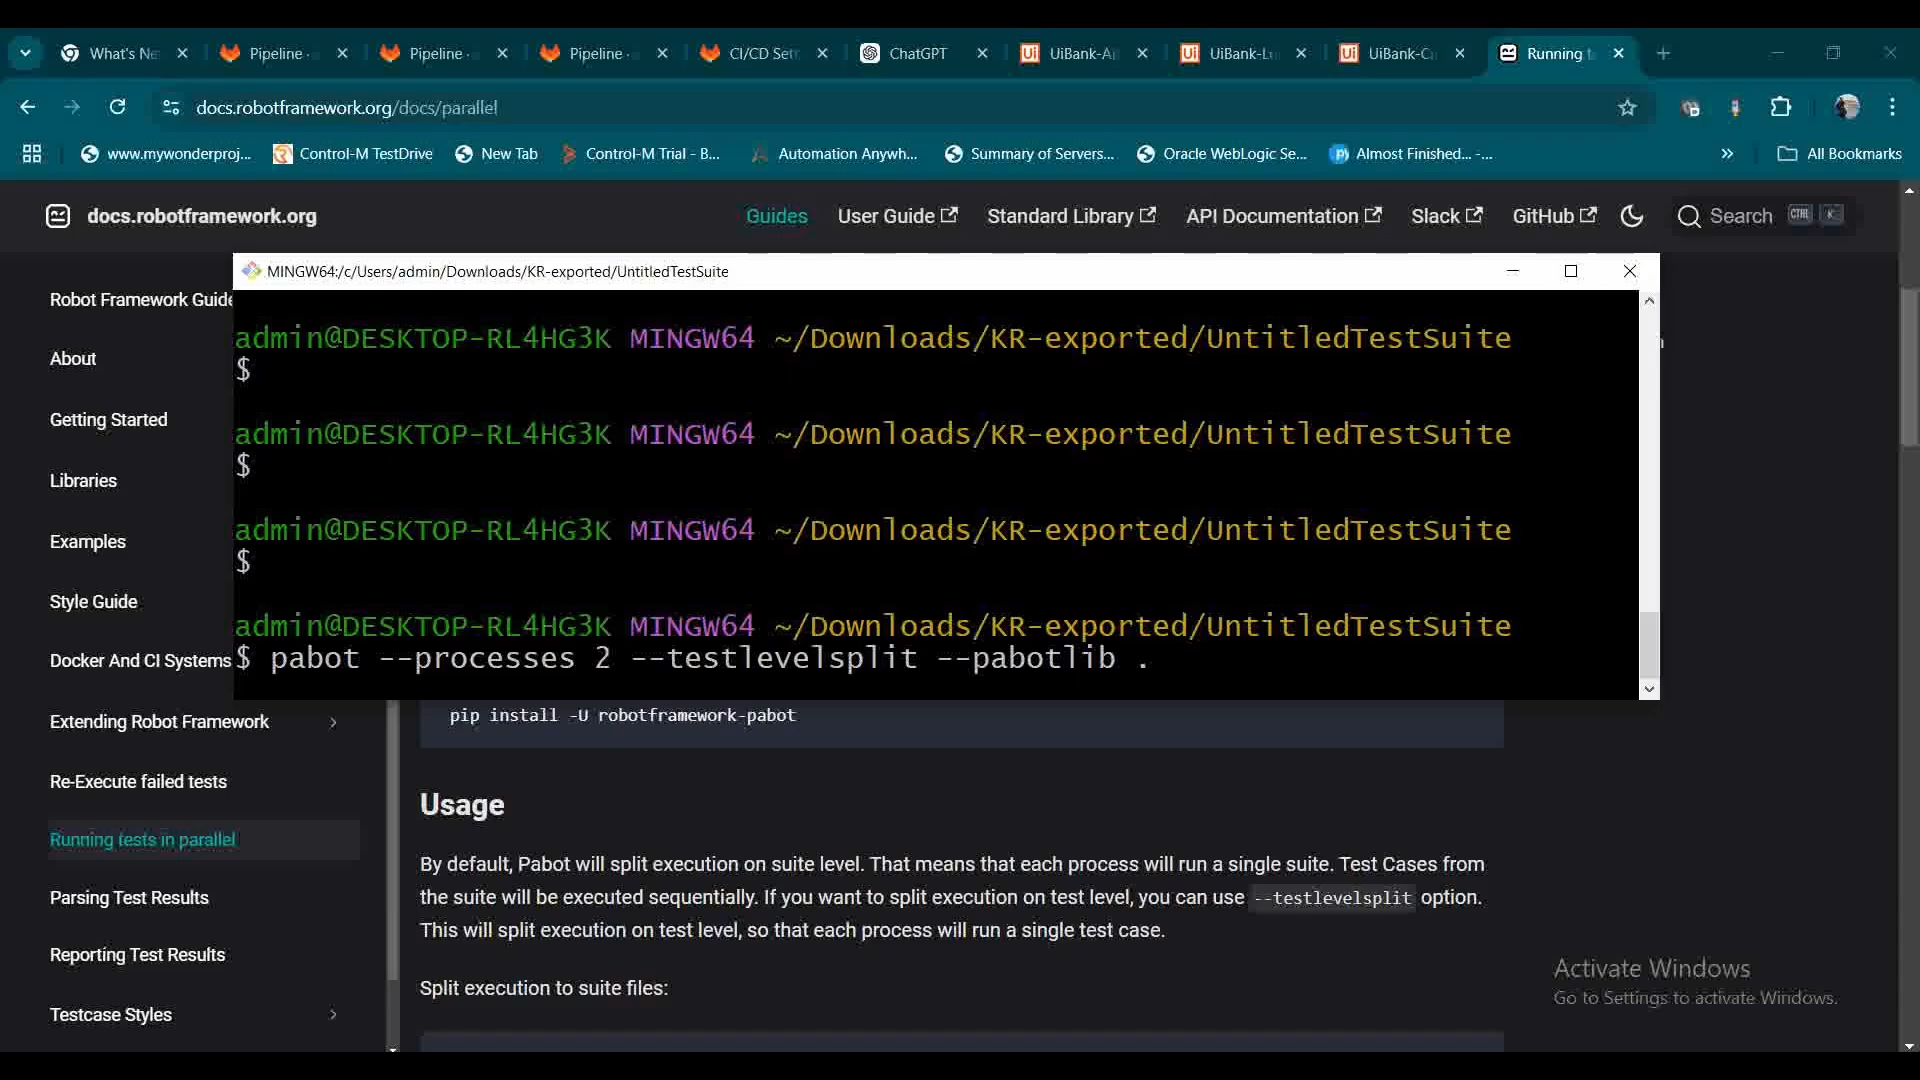 What's Ne
Pipeline ·
Pipeline ·
Pipeline ·
CI/CD Set
ChatGPT
UiBank-A
UiBank-L
UiBank-C
Running t
docs.robotframework.org/docs/parallel
www.mywonderproj...
Control-M TestDrive
New Tab
Control-M Trial - B...
Automation Anywh...
Summary of Servers...
Oracle WebLogic Se...
Almost Finished... -...
»
All Bookmarks
docs.robotframework.org
Guides
User Guide
Standard Library
API Documentation
Slack
GitHub
Search
CTRL
K
MINGW64:/c/Users/admin/Downloads/KR-exported/UntitledTestSuite
admin@DESKTOP-RL4HG3K MINGW64 ~/Downloads/KR-exported/UntitledTestSuite
$
admin@DESKTOP-RL4HG3K MINGW64 ~/Downloads/KR-exported/UntitledTestSuite
$
admin@DESKTOP-RL4HG3K MINGW64 ~/Downloads/KR-exported/UntitledTestSuite
$
admin@DESKTOP-RL4HG3K MINGW64 ~/Downloads/KR-exported/UntitledTestSuite
$ pabot --processes 2 --testlevelsplit --pabotlib .
Robot Framework Guide
About
Getting Started
Libraries
Examples
Style Guide
Docker And CI Systems
Extending Robot Framework
Re-Execute failed tests
Running tests in parallel
Parsing Test Results
Reporting Test Results
Testcase Styles
pip install -U robotframework-pabot
Usage
By default, Pabot will split execution on suite level. That means that each process will run a single suite. Test Cases from
the suite will be executed sequentially. If you want to split execution on test level, you can use --testlevelsplit option.
This will split execution on test level, so that each process will run a single test case.
Split execution to suite files:
Activate Windows
Go to Settings to activate Windows.